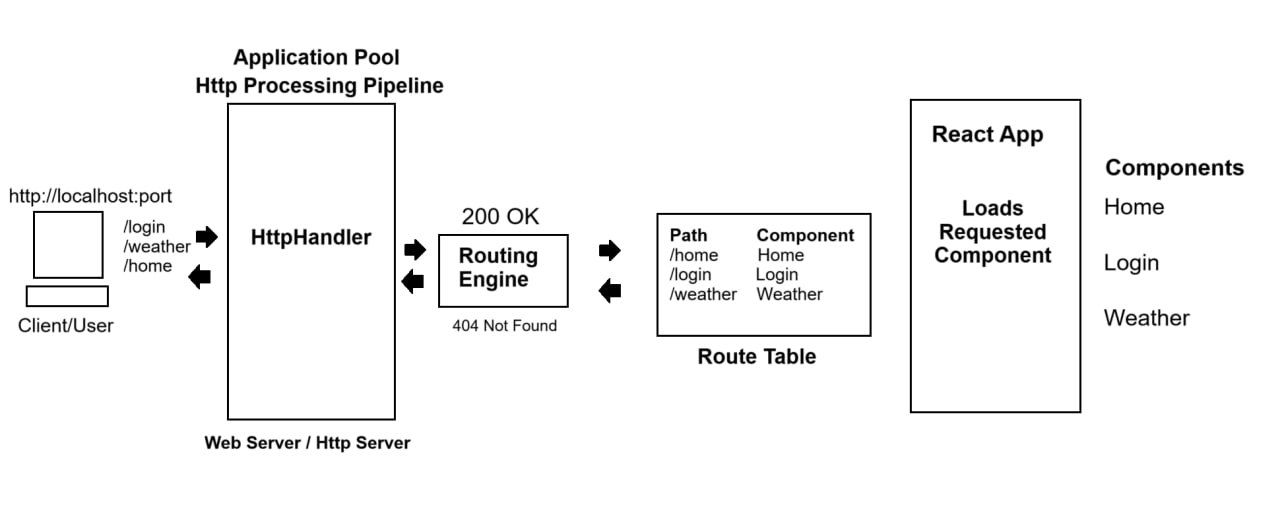 Application Pool
Http Processing Pipeline
http://localhost:port
/login
/weather
/home
Client/User
HttpHandler
Web Server / Http Server
200 OK
Routing
Engine
404 Not Found
Path Component
/home Home
/login Login
/weather Weather
Route Table
React App
Loads
Requested
Component
Components
Home
Login
Weather